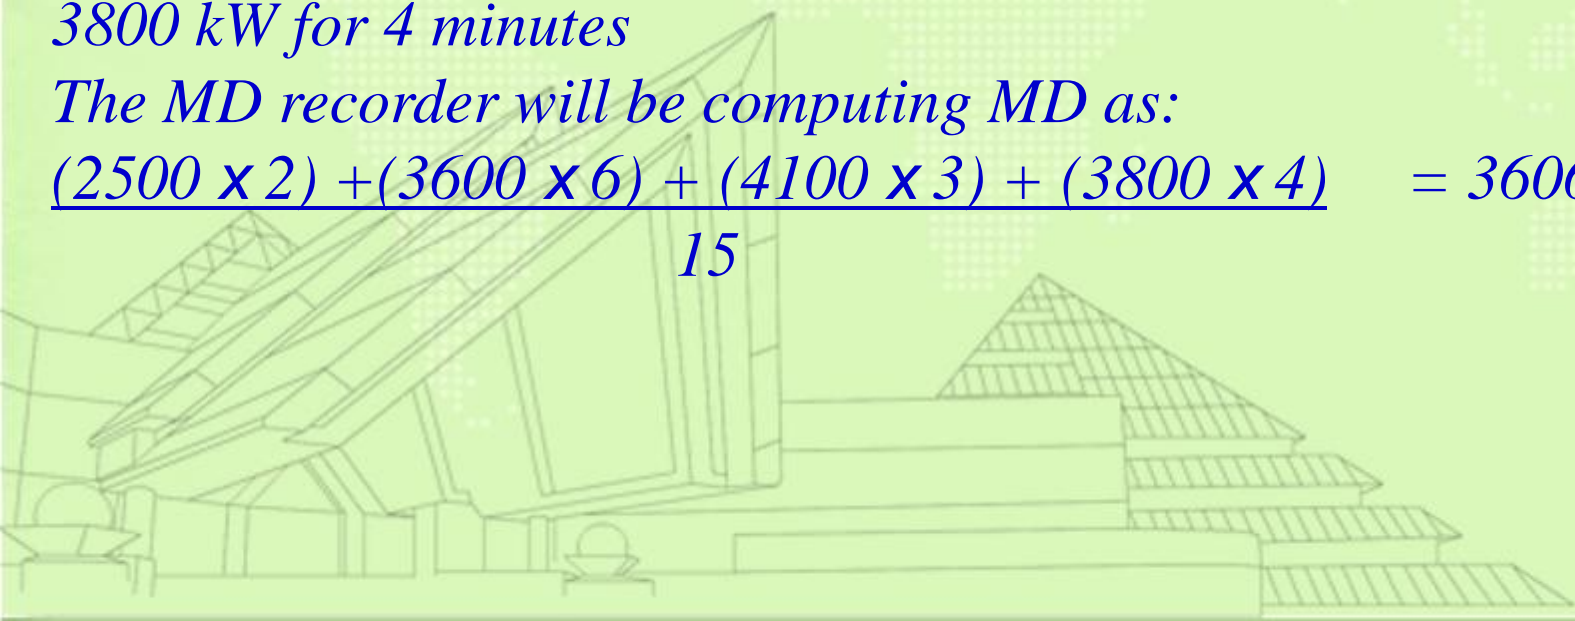 3800 kW for 4 minutes
The MD recorder will be computing MD as:
(2500 x 2) +(3600 x 6) + (4100 x 3) + (3800 x 4) = 3606
15